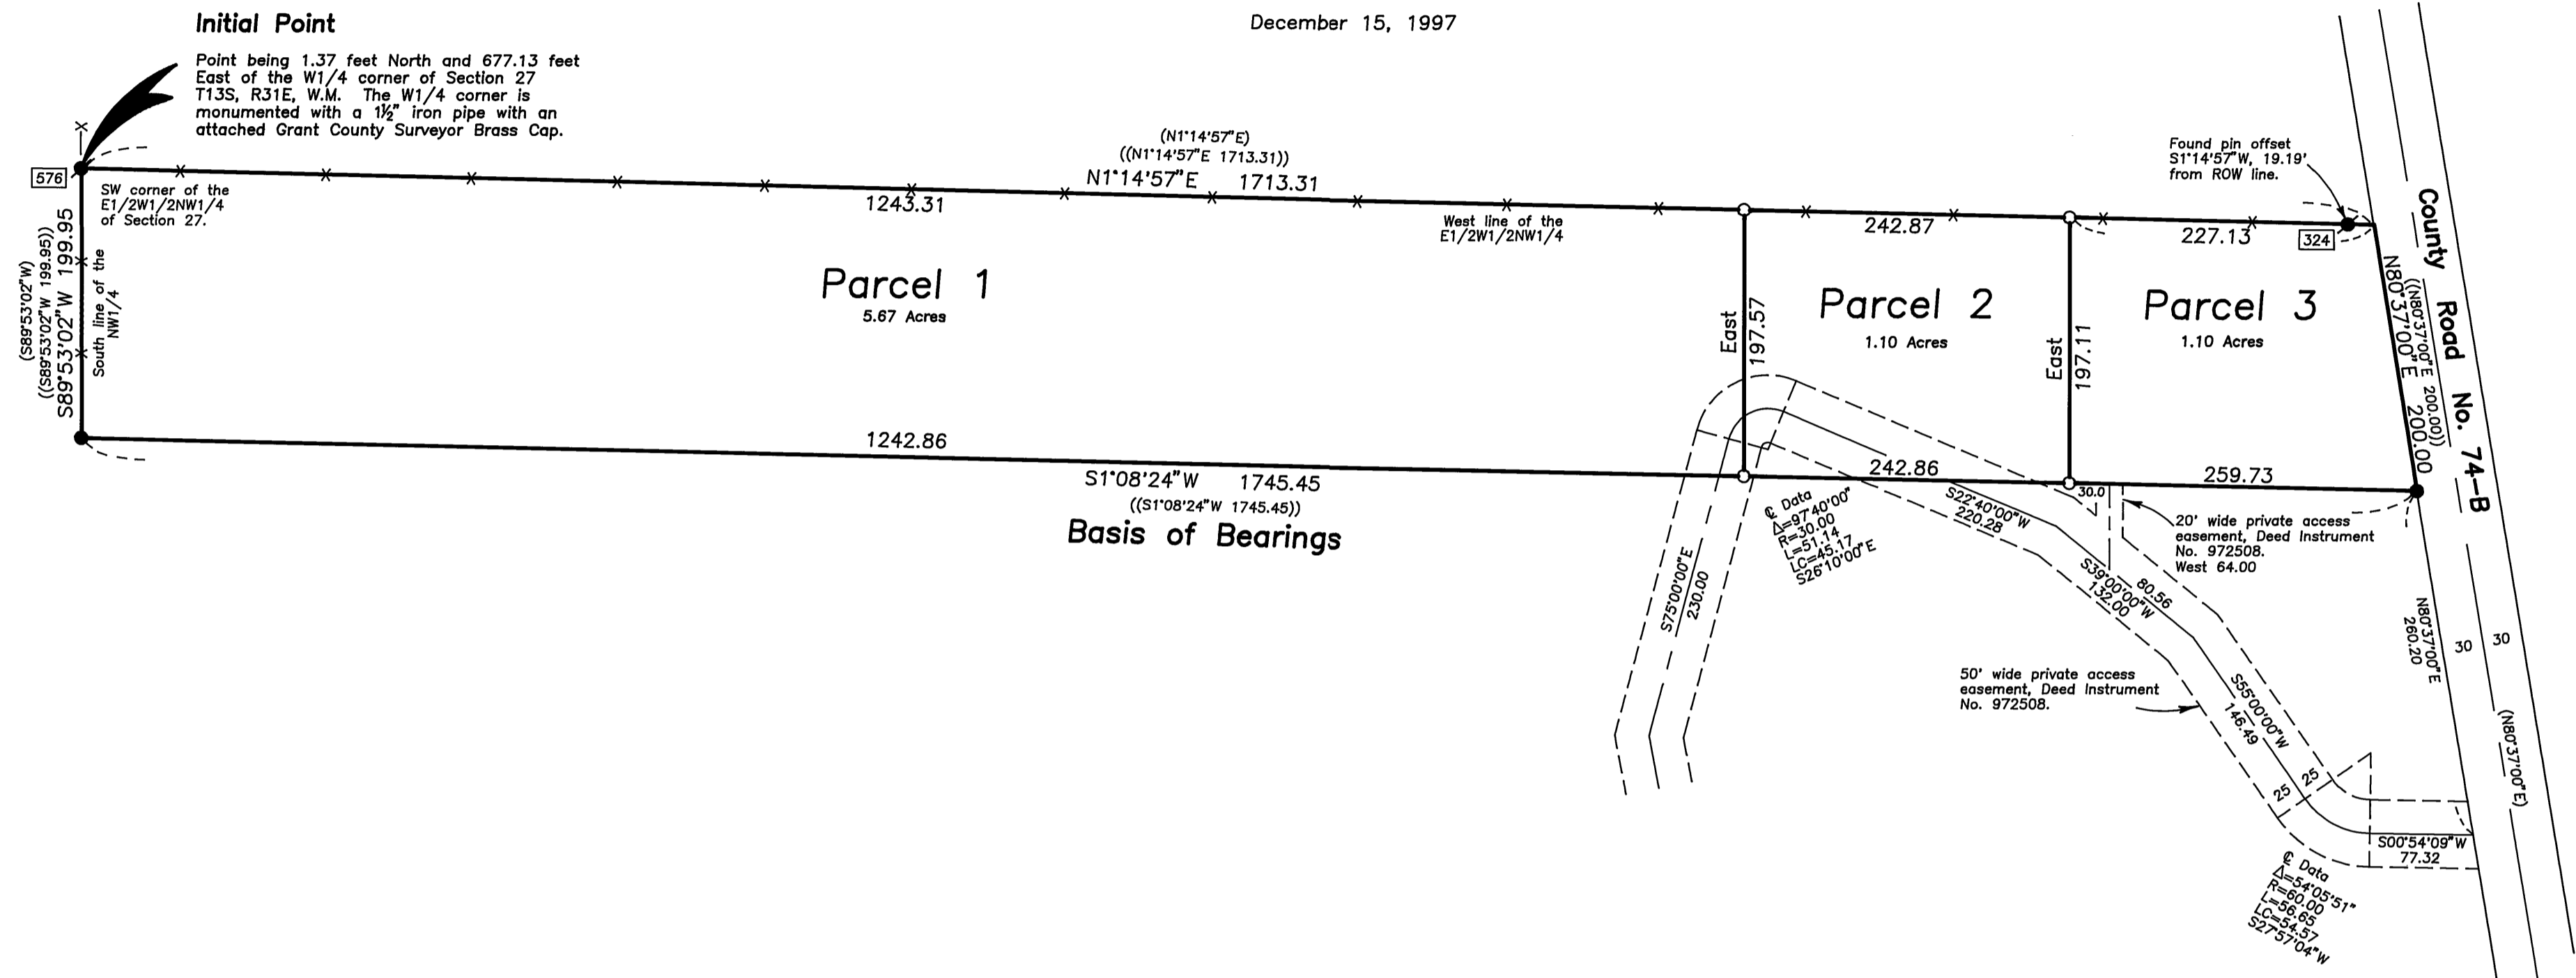 Initial Point
Point being 1.37 feet North and 677.13 feet
East of the W1/4 corner of Section 27
T13S, R31E, W.M. The W1/4 corner is
monumented with a 1½" iron pipe with an
attached Grant County Surveyor Brass Cap.
December 15, 1997
X
576
SW corner of the
E1/2W1/2NW1/4
of Section 27.
(S89°53'02"W)
((S89°53'02"W 199.95))
S89°53'02"W 199.95
South line of the
NW1/4
(N1°14'57"E)
((N1°14'57"E 1713.31))
N1°14'57"E 1713.31
1243.31
West line of the
E1/2W1/2NW1/4
242.87
227.13
324
Found pin offset
S1°14'57"W, 19.19'
from ROW line.
Parcel 1
5.67 Acres
East
197.57
Parcel 2
1.10 Acres
East
197.11
Parcel 3
1.10 Acres
N80°37'00"E 200.00
((N80°37'00"E 200.00))
County Road No. 74-B
1242.86
242.86
259.73
S1°08'24"W 1745.45
((S1°08'24"W 1745.45))
Basis of Bearings
30.0
20' wide private access
easement, Deed Instrument
No. 972508.
West 64.00
℄ Data
Δ=97°40'00"
R=30.00
L=51.14
LC=45.17
S26°10'00"E
S22°40'00"W
220.28
S75°00'00"E
230.00
S39°00'00"W
132.00
80.56
50' wide private access
easement, Deed Instrument
No. 972508.
S55°00'00"W
146.49
N80°37'00"E
260.20
30
30
(N80°37'00"E)
25
25
S00°54'09"W
77.32
℄ Data
Δ=54°05'51"
R=60.00
L=56.65
LC=54.57
S27°57'04"W